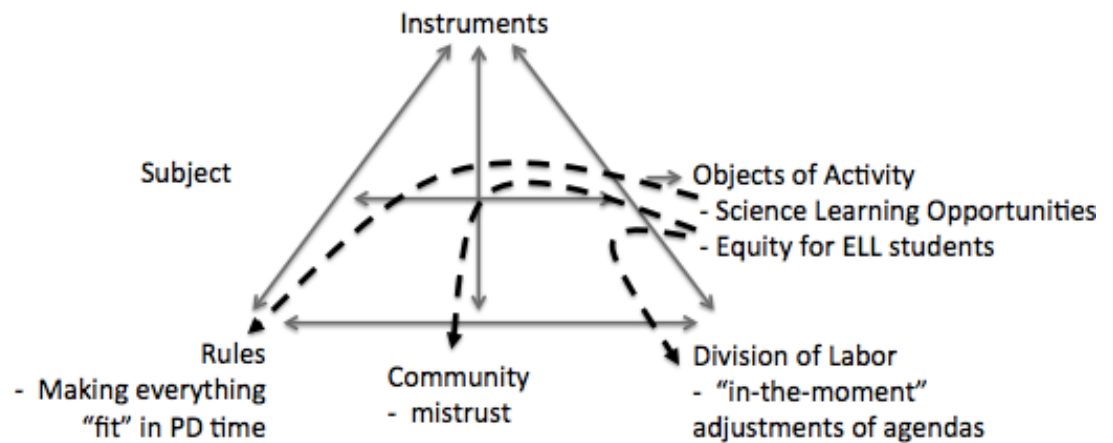 Instruments
Subject
Objects of Activity
- Science Learning Opportunities
- Equity for ELL students
Rules
- Making everything
“fit” in PD time
Community
- mistrust
Division of Labor
- “in-the-moment”
adjustments of agendas